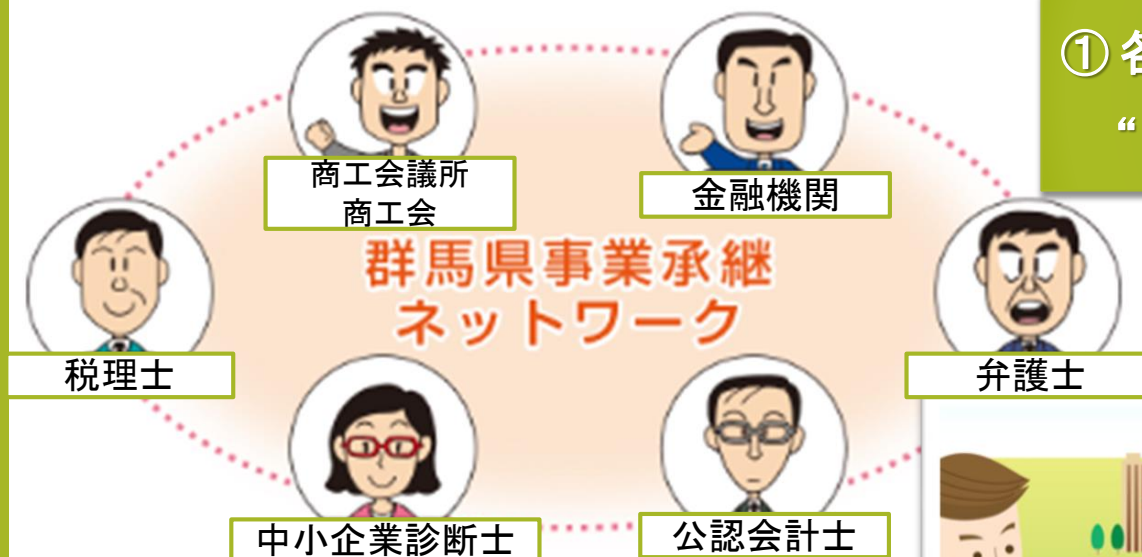 ① 各
“
商工会議所
商工会
金融機関
群馬県事業承継
ネットワーク
税理士
弁護士
中小企業診断士
公認会計士